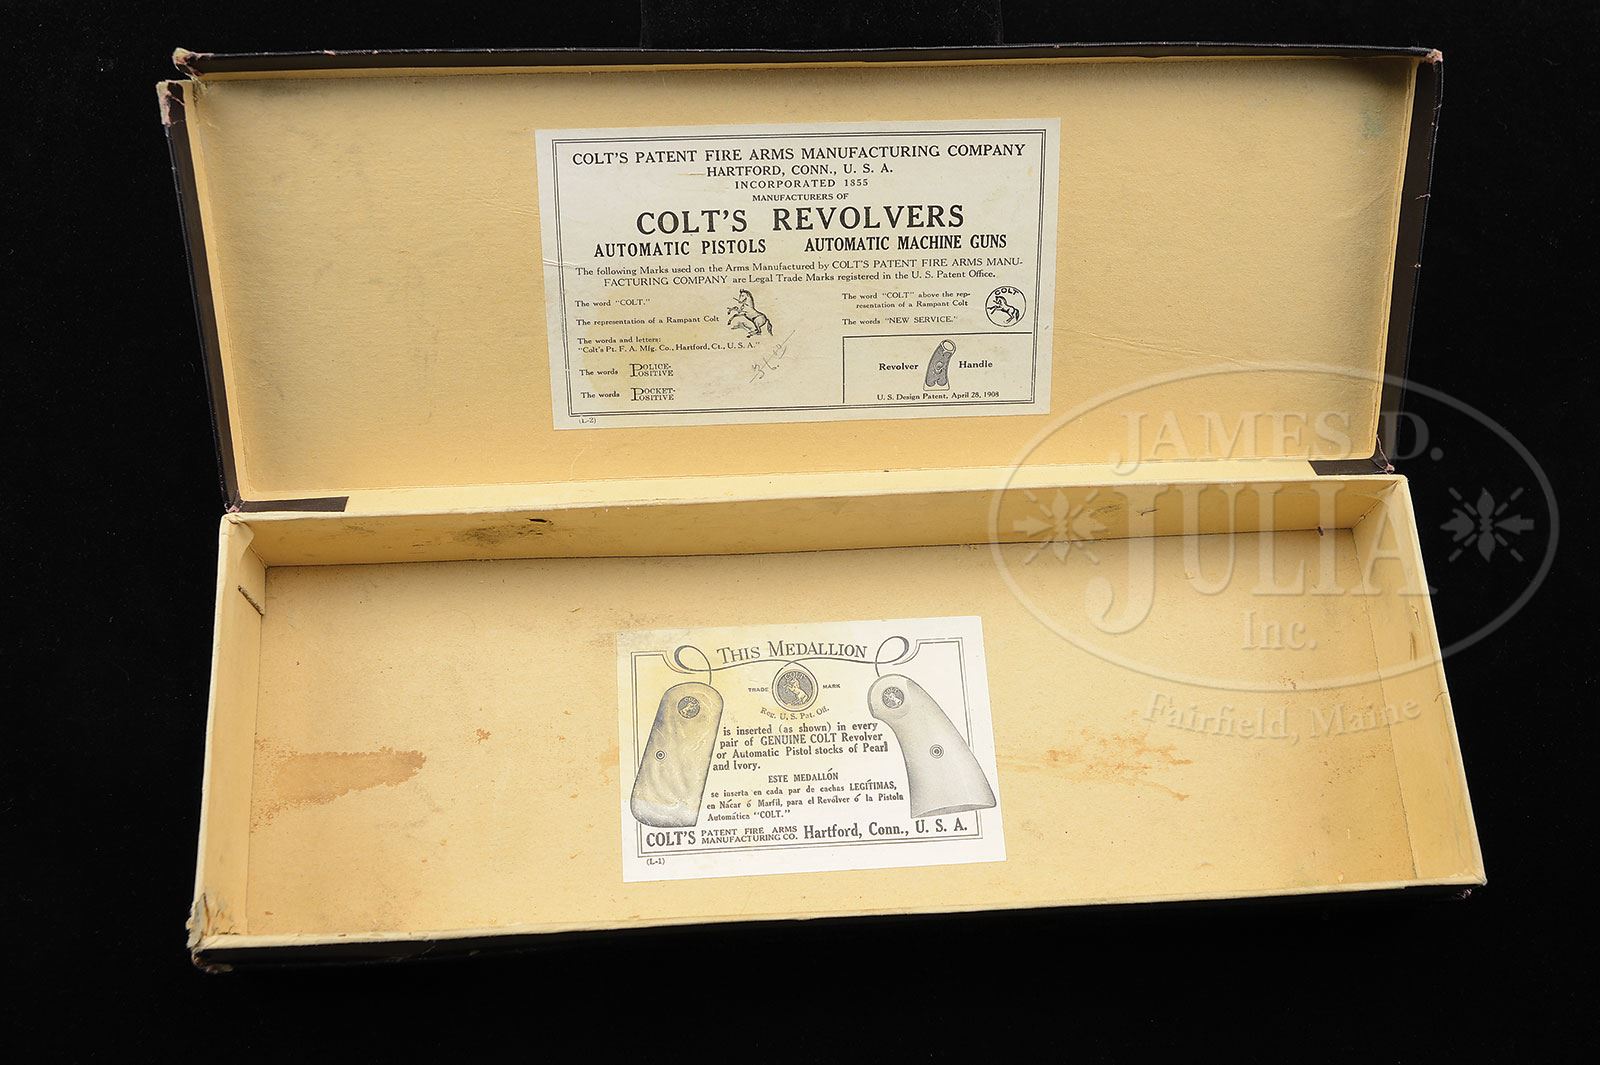 COLT'S PATENT FIRE ARMS MANUFACTURING COMPANY
HARTFORD, CONN., U. S. A.
INCORPORATED 1855
MANUFACTURERS OF
COLT'S REVOLVERS
AUTOMATIC PISTOLS AUTOMATIC MACHINE GUNS
The following Marks used on the Arms Manufactured by COLT'S PATENT FIRE ARMS MANU-
FACTURING COMPANY are Legal Trade Marks registered in the U. S. Patent Office.
The word "COLT."
The representation of a Rampant Colt
The words and letters:
"Colt's Pt. F. A. Mfg. Co., Hartford, Ct., U. S. A."
The words POLICE-
POSITIVE
The words POCKET-
POSITIVE
The word "COLT" above the rep-
resentation of a Rampant Colt
COLT
The words "NEW SERVICE."
Revolver Handle
U. S. Design Patent, April 28, 1908
(L-2)
JAMES D.
JULIA
Inc.
Fairfield, Maine
THIS MEDALLION
TRADE MARK
COLT
Reg. U. S. Pat. Off.
is inserted (as shown) in every
pair of GENUINE COLT Revolver
or Automatic Pistol stocks of Pearl
and Ivory.
ESTE MEDALLÓN
se inserta en cada par de cachas LEGÍTIMAS,
en Nácar ó Marfil, para el Revólver ó la Pistola
Automática "COLT."
COLT'S PATENT FIRE ARMS
MANUFACTURING CO. Hartford, Conn., U. S. A.
(L-1)